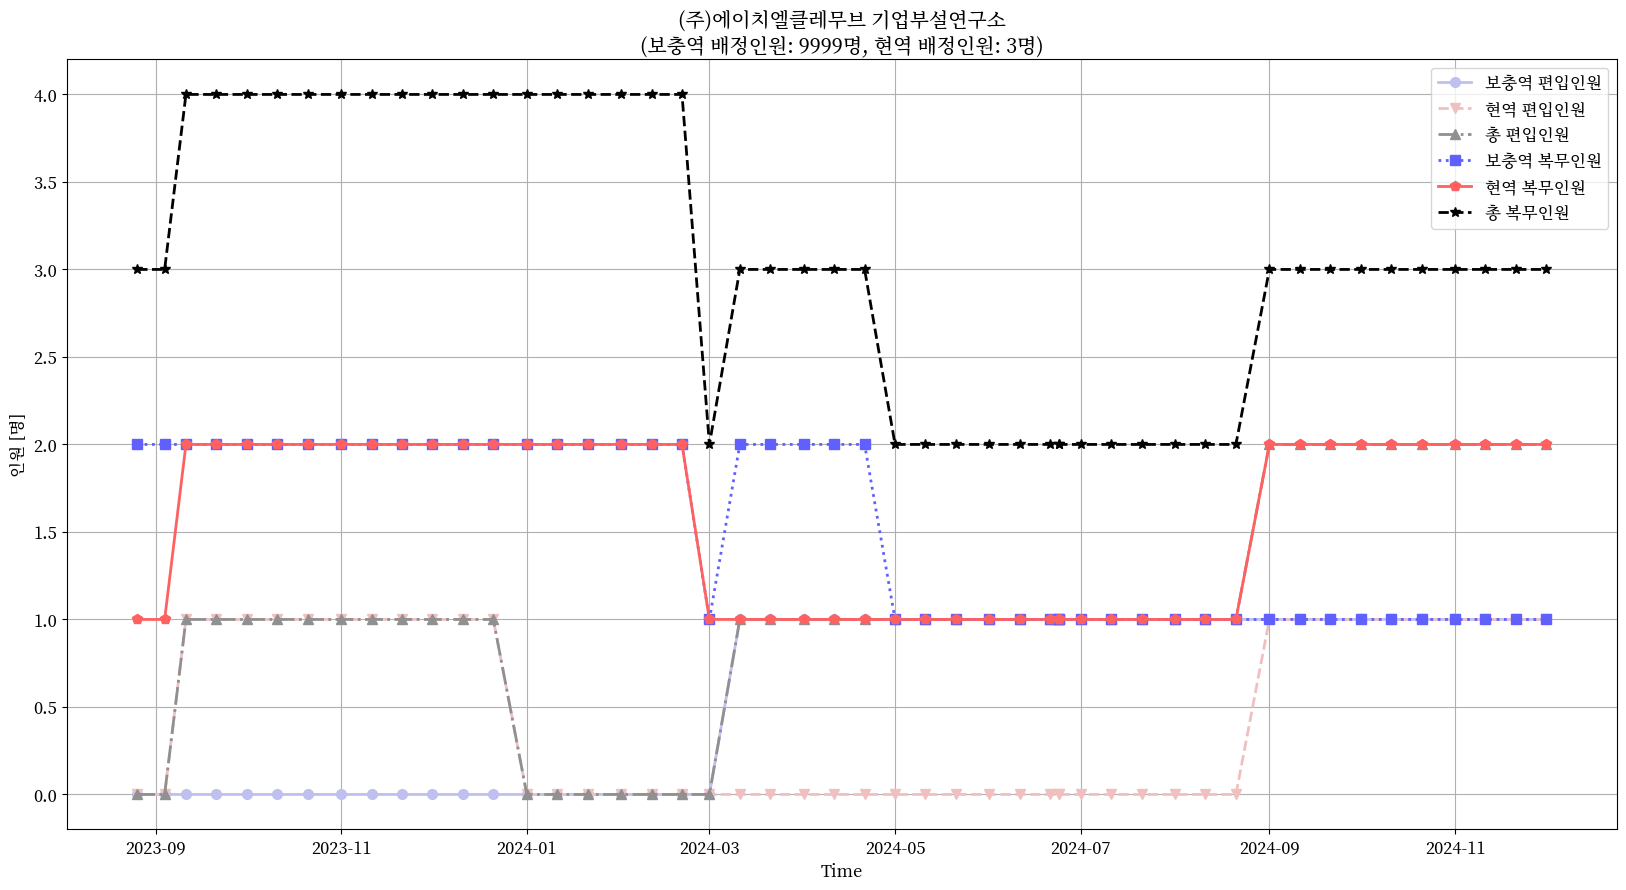 (주)에이치엘클레무브 기업부설연구소
(보충역 배정인원: 9999명, 현역 배정인원: 3명)
보충역 편입인원
현역 편입인원
총 편입인원
보충역 복무인원
현역 복무인원
총 복무인원
4.0
3.5
3.0
2.5
2.0
1.5
1.0
0.5
0.0
인원 [명]
2023-09
2023-11
2024-01
2024-03
2024-05
2024-07
2024-09
2024-11
Time